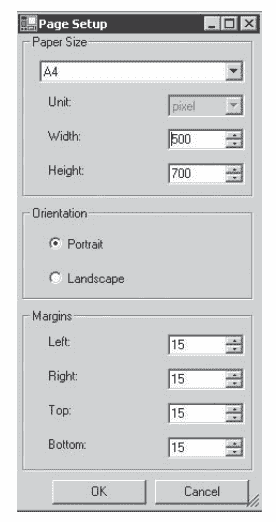 Page Setup
Paper Size
A4
Unit: pixel
Width: 500
Height: 700
Orientation
Portrait
Landscape
Margins
Left: 15
Right: 15
Top: 15
Bottom: 15
OK Cancel